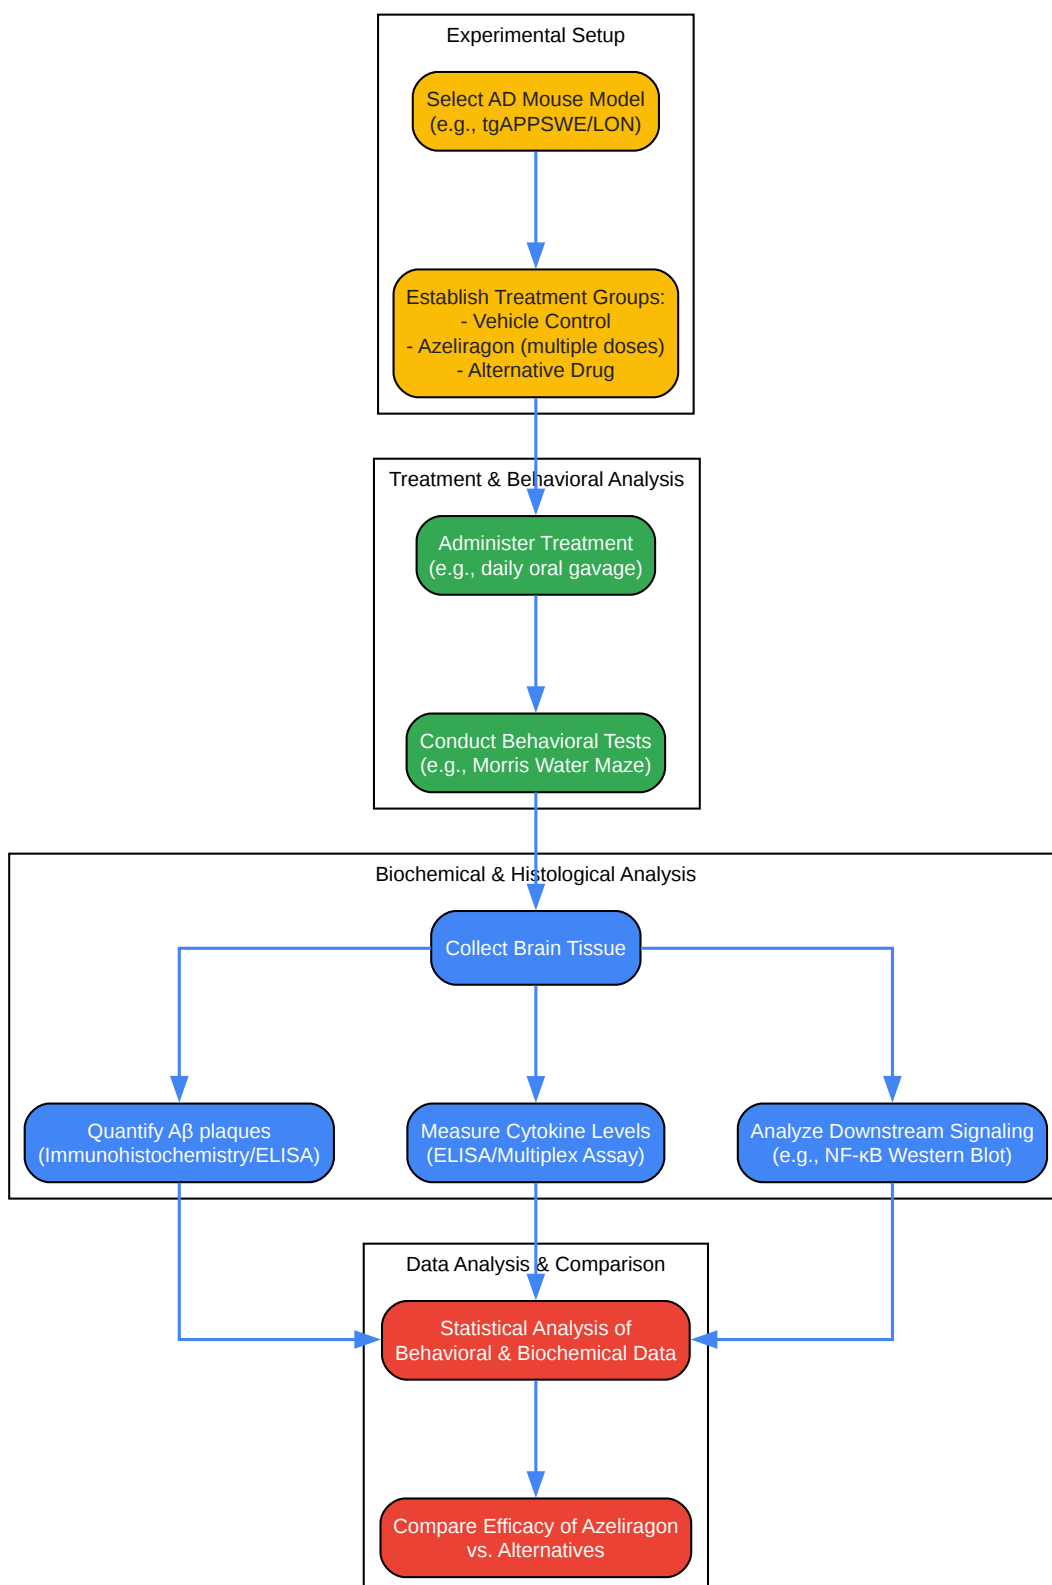 Experimental Setup
Select AD Mouse Model
(e.g., tgAPPSWE/LON)
Establish Treatment Groups:
- Vehicle Control
- Azeliragon (multiple doses)
- Alternative Drug
Treatment & Behavioral Analysis
Administer Treatment
(e.g., daily oral gavage)
Conduct Behavioral Tests
(e.g., Morris Water Maze)
Biochemical & Histological Analysis
Collect Brain Tissue
Quantify Aβ plaques
(Immunohistochemistry/ELISA)
Measure Cytokine Levels
(ELISA/Multiplex Assay)
Analyze Downstream Signaling
(e.g., NF-κB Western Blot)
Data Analysis & Comparison
Statistical Analysis of
Behavioral & Biochemical Data
Compare Efficacy of Azeliragon
vs. Alternatives